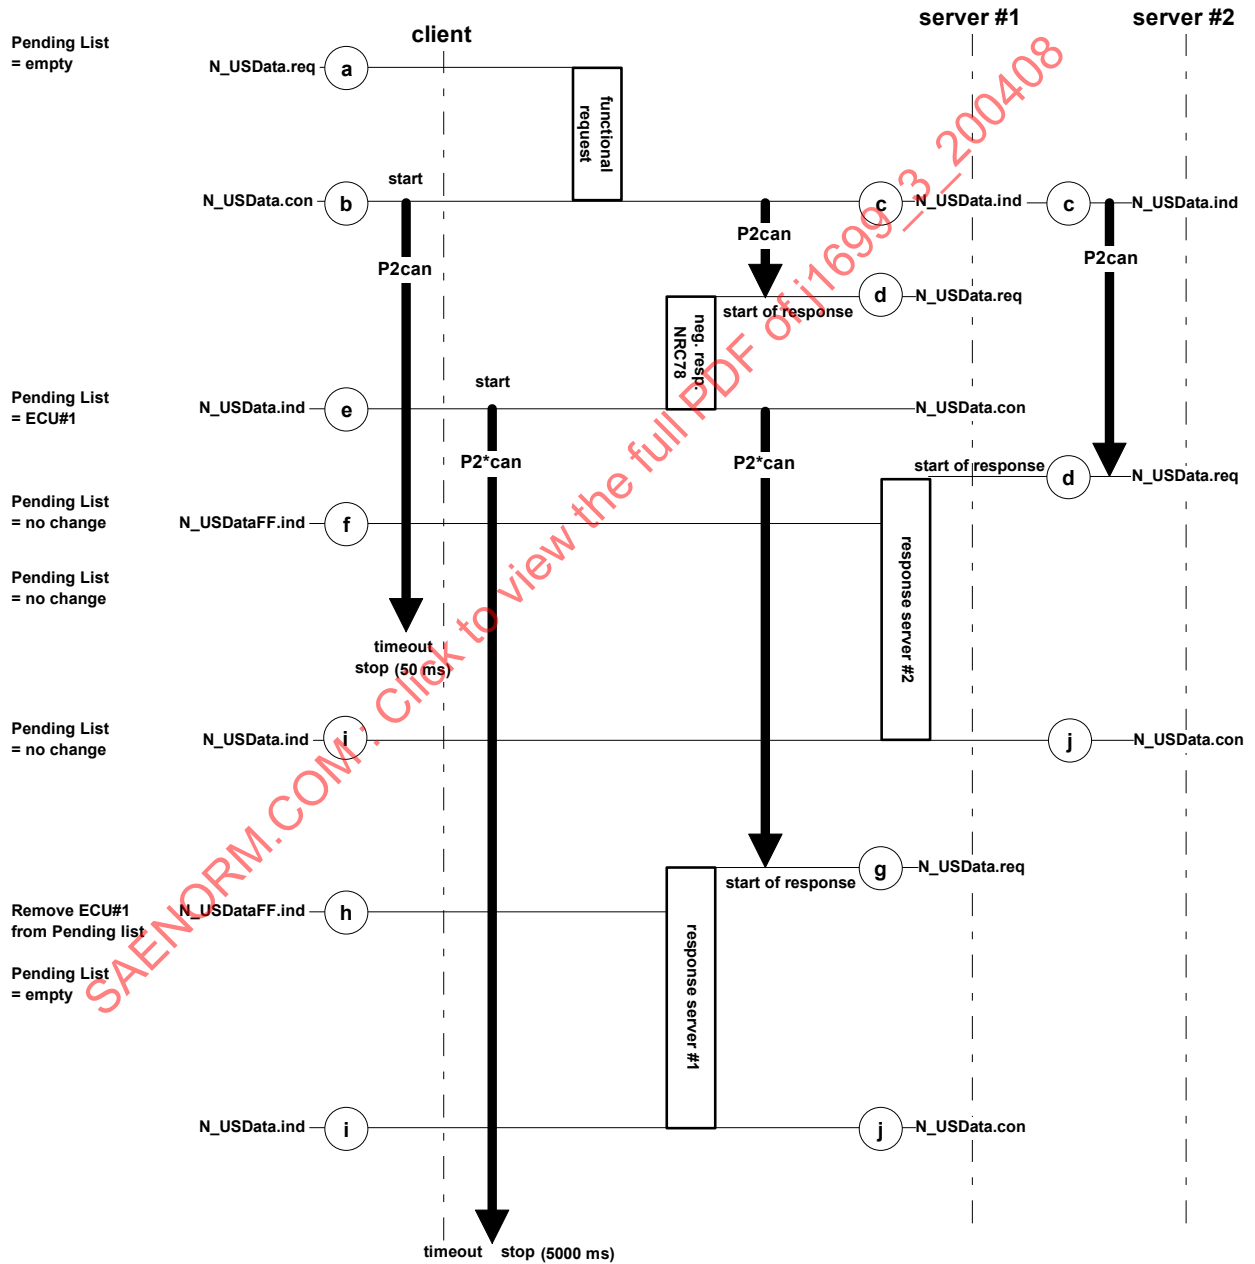 server #1
server #2
client
Pending List
= empty
N_USData.req
a
functional
request
start
N_USData.con
b
c
N_USData.ind
c
N_USData.ind
P2can
P2can
P2can
d
N_USData.req
start of response
neg. resp.
NRC78
start
Pending List
= ECU#1
N_USData.ind
e
N_USData.con
P2*can
P2*can
start of response
d
N_USData.req
Pending List
= no change
N_USDataFF.ind
f
Pending List
= no change
response server #2
timeout
stop (50 ms)
Pending List
= no change
N_USData.ind
i
j
N_USData.con
g
N_USData.req
start of response
Remove ECU#1
from Pending list
N_USDataFF.ind
h
Pending List
= empty
response server #1
N_USData.ind
i
j
N_USData.con
timeout
stop (5000 ms)
SAENORM.COM : Click to view the full PDF of j1699_3_200408